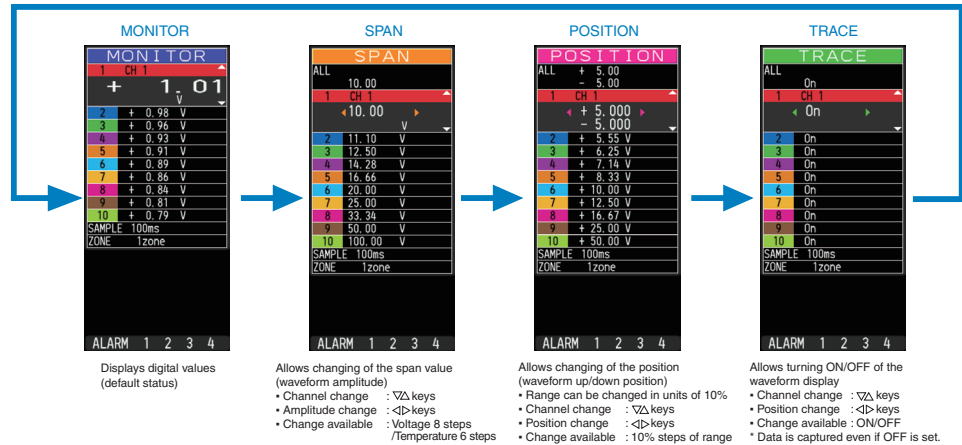 MONITOR
MONITOR
1 CH 1
+ 1. 01
V
2 + 0.98 V
3 + 0.96 V
4 + 0.93 V
5 + 0.91 V
6 + 0.89 V
7 + 0.86 V
8 + 0.84 V
9 + 0.81 V
10 + 0.79 V
SAMPLE 100ms
ZONE 1zone
ALARM 1 2 3 4
Displays digital values
(default status)
SPAN
SPAN
ALL
10.00
1 CH 1
10.00
V
2 11.10 V
3 12.50 V
4 14.28 V
5 16.66 V
6 20.00 V
7 25.00 V
8 33.34 V
9 50.00 V
10 100.00 V
SAMPLE 100ms
ZONE 1zone
ALARM 1 2 3 4
Allows changing of the span value
(waveform amplitude)
▪ Channel change : ▽△ keys
▪ Amplitude change : ◁▷ keys
▪ Change available : Voltage 8 steps
/Temperature 6 steps
POSITION
POSITION
ALL + 5.00
- 5.00
1 CH 1
+ 5.000
- 5.000
2 + 5.55 V
3 + 6.25 V
4 + 7.14 V
5 + 8.33 V
6 + 10.00 V
7 + 12.50 V
8 + 16.67 V
9 + 25.00 V
10 + 50.00 V
SAMPLE 100ms
ZONE 1zone
ALARM 1 2 3 4
Allows changing of the position
(waveform up/down position)
▪ Range can be changed in units of 10%
▪ Channel change : ▽△ keys
▪ Position change : ◁▷ keys
▪ Change available : 10% steps of range
TRACE
TRACE
ALL
On
1 CH 1
On
2 On
3 On
4 On
5 On
6 On
7 On
8 On
9 On
10 On
SAMPLE 100ms
ZONE 1zone
ALARM 1 2 3 4
Allows turning ON/OFF of the
waveform display
▪ Channel change : ▽△ keys
▪ Position change : ◁▷ keys
▪ Change available : ON/OFF
* Data is captured even if OFF is set.